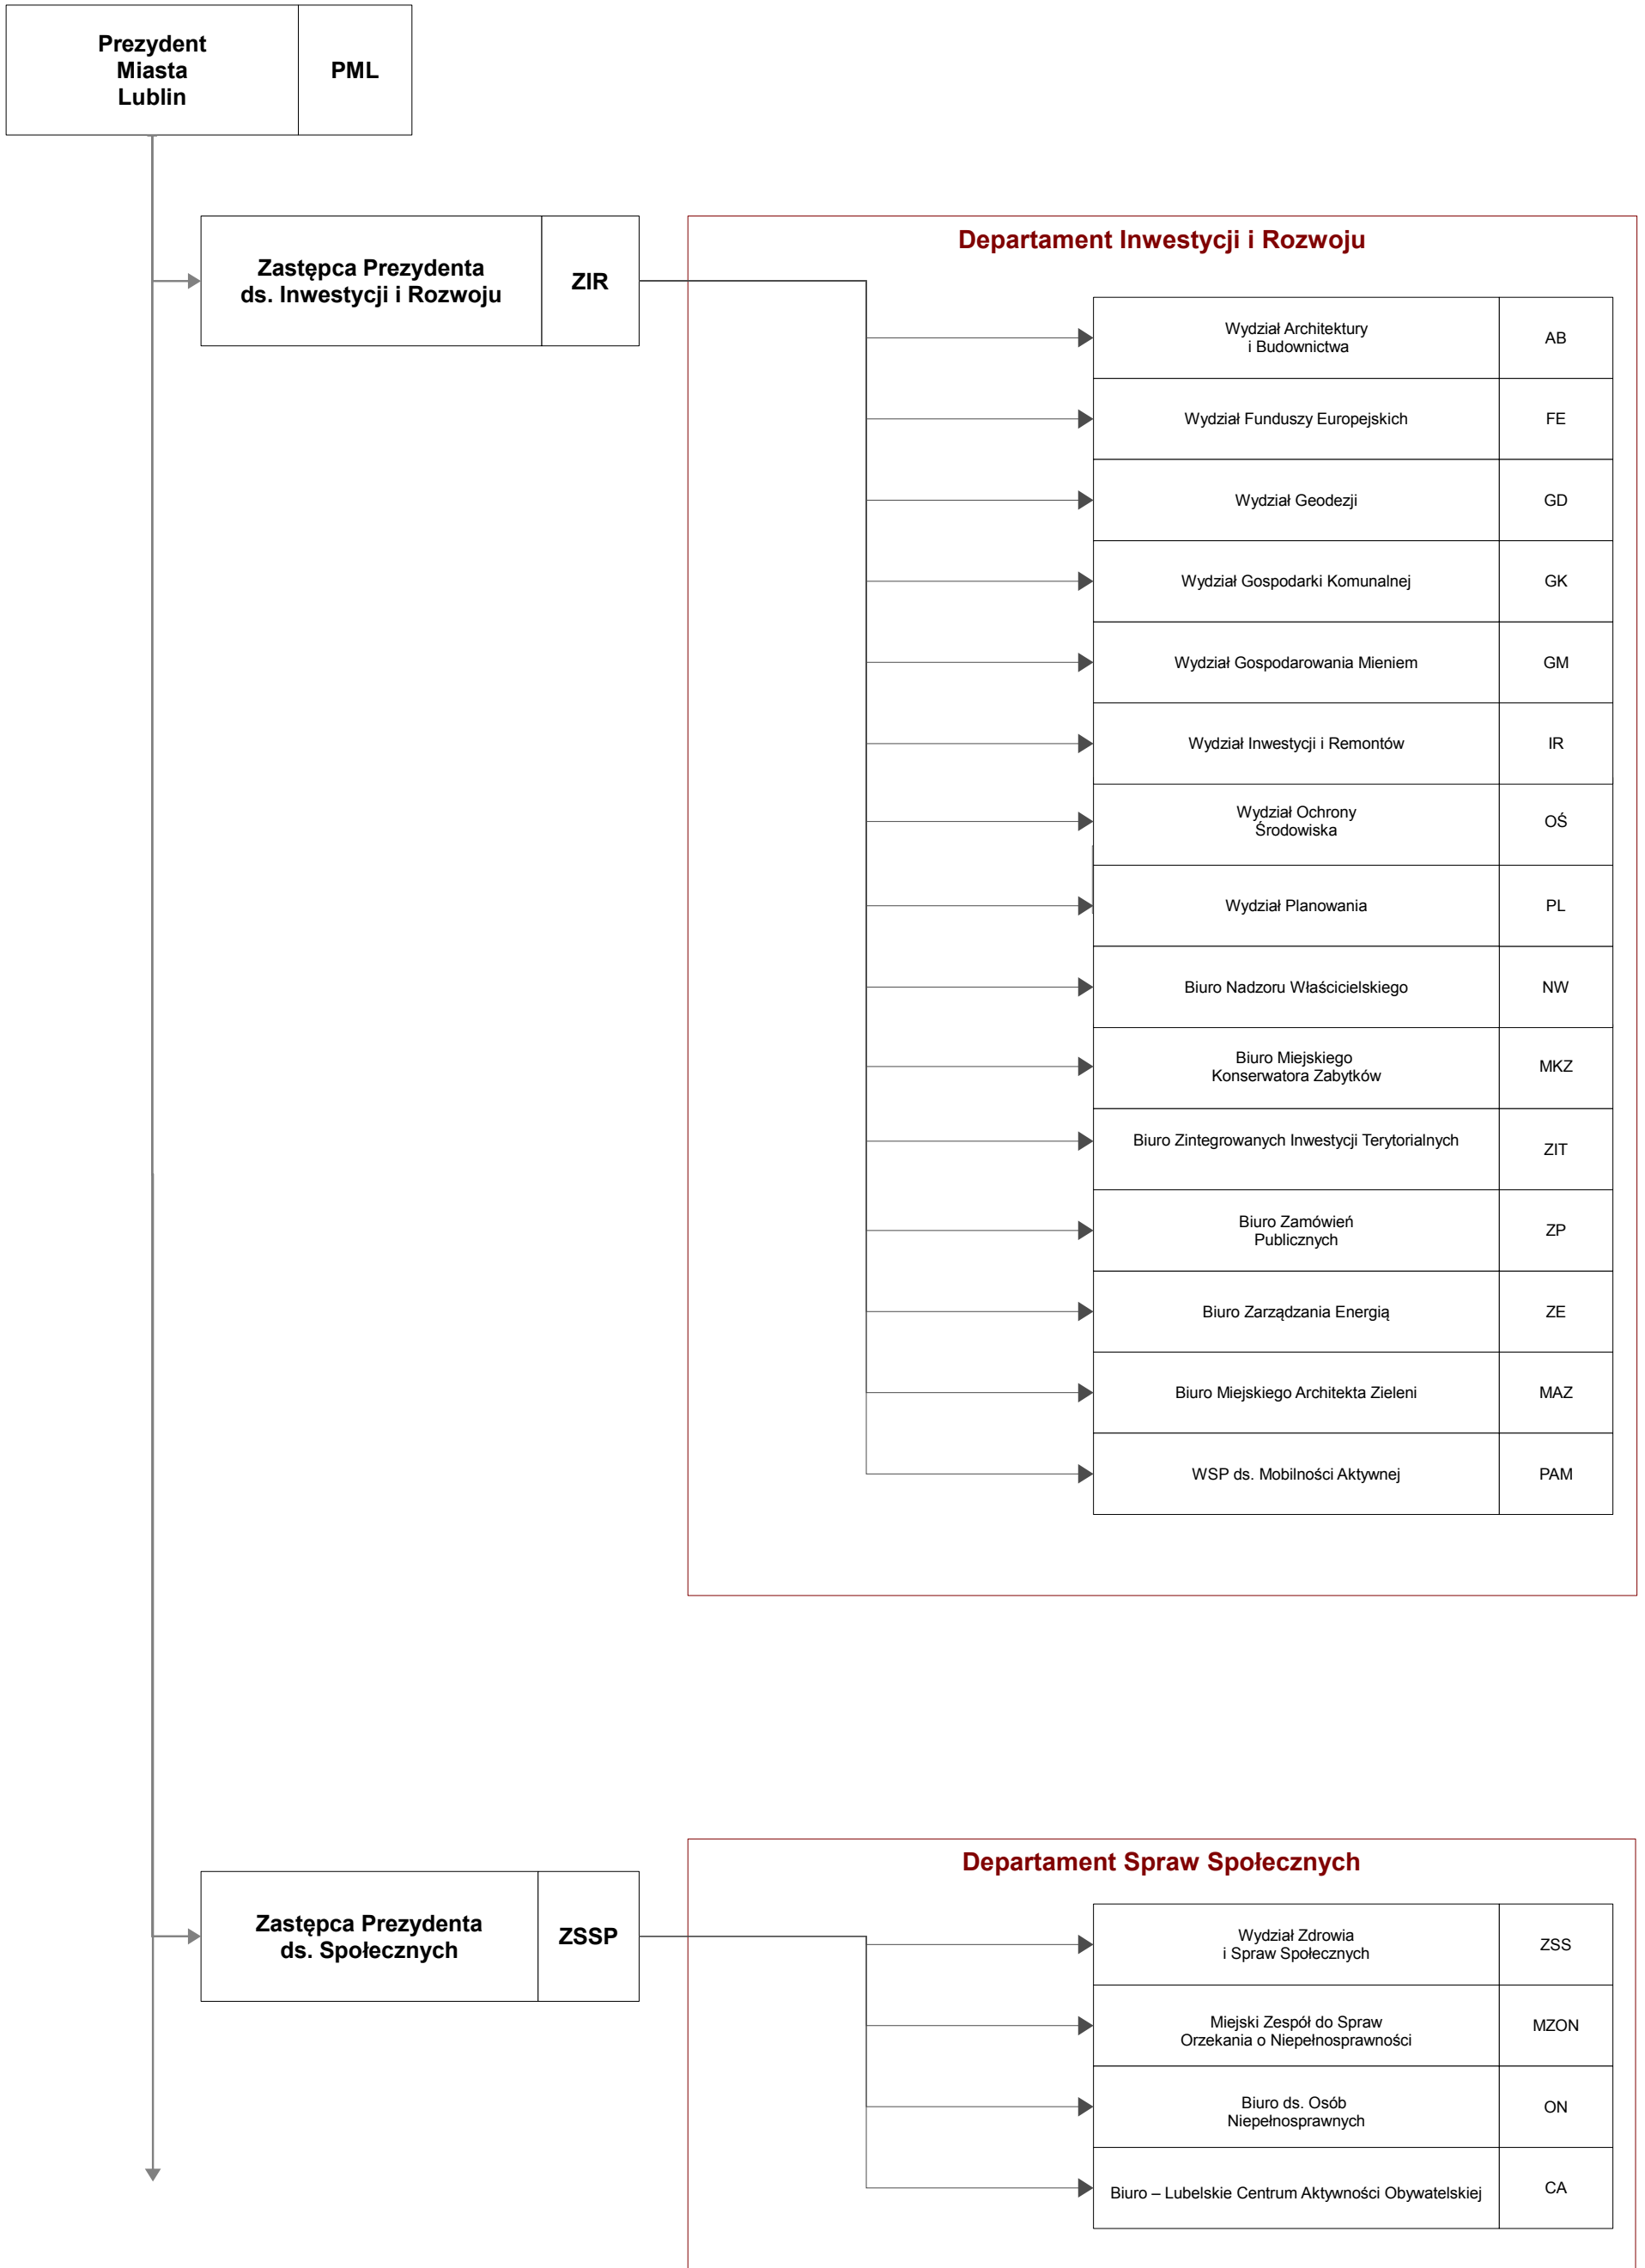 Prezydent
Miasta
Lublin
PML
Zastępca Prezydenta
ds. Inwestycji i Rozwoju
ZIR
Departament Inwestycji i Rozwoju
Wydział Architektury
i Budownictwa
AB
Wydział Funduszy Europejskich
FE
Wydział Geodezji
GD
Wydział Gospodarki Komunalnej
GK
Wydział Gospodarowania Mieniem
GM
Wydział Inwestycji i Remontów
IR
Wydział Ochrony
Środowiska
OŚ
Wydział Planowania
PL
Biuro Nadzoru Właścicielskiego
NW
Biuro Miejskiego
Konserwatora Zabytków
MKZ
Biuro Zintegrowanych Inwestycji Terytorialnych
ZIT
Biuro Zamówień
Publicznych
ZP
Biuro Zarządzania Energią
ZE
Biuro Miejskiego Architekta Zieleni
MAZ
WSP ds. Mobilności Aktywnej
PAM
Zastępca Prezydenta
ds. Społecznych
ZSSP
Departament Spraw Społecznych
Wydział Zdrowia
i Spraw Społecznych
ZSS
Miejski Zespół do Spraw
Orzekania o Niepełnosprawności
MZON
Biuro ds. Osób
Niepełnosprawnych
ON
Biuro – Lubelskie Centrum Aktywności Obywatelskiej
CA